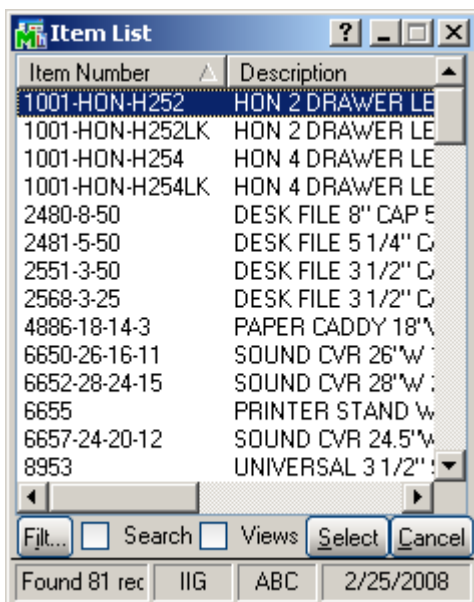 Item List
Item Number Description
1001-HON-H252 HON 2 DRAWER LE
1001-HON-H252LK HON 2 DRAWER LE
1001-HON-H254 HON 4 DRAWER LE
1001-HON-H254LK HON 4 DRAWER LE
2480-8-50 DESK FILE 8" CAP 5
2481-5-50 DESK FILE 5 1/4" CA
2551-3-50 DESK FILE 3 1/2" CA
2568-3-25 DESK FILE 3 1/2" CA
4886-18-14-3 PAPER CADDY 18"W
6650-26-16-11 SOUND CVR 26"W
6652-28-24-15 SOUND CVR 28"W
6655 PRINTER STAND W
6657-24-20-12 SOUND CVR 24.5"W
8953 UNIVERSAL 3 1/2"
Filt... Search Views Select Cancel
Found 81 rec IIG ABC 2/25/2008